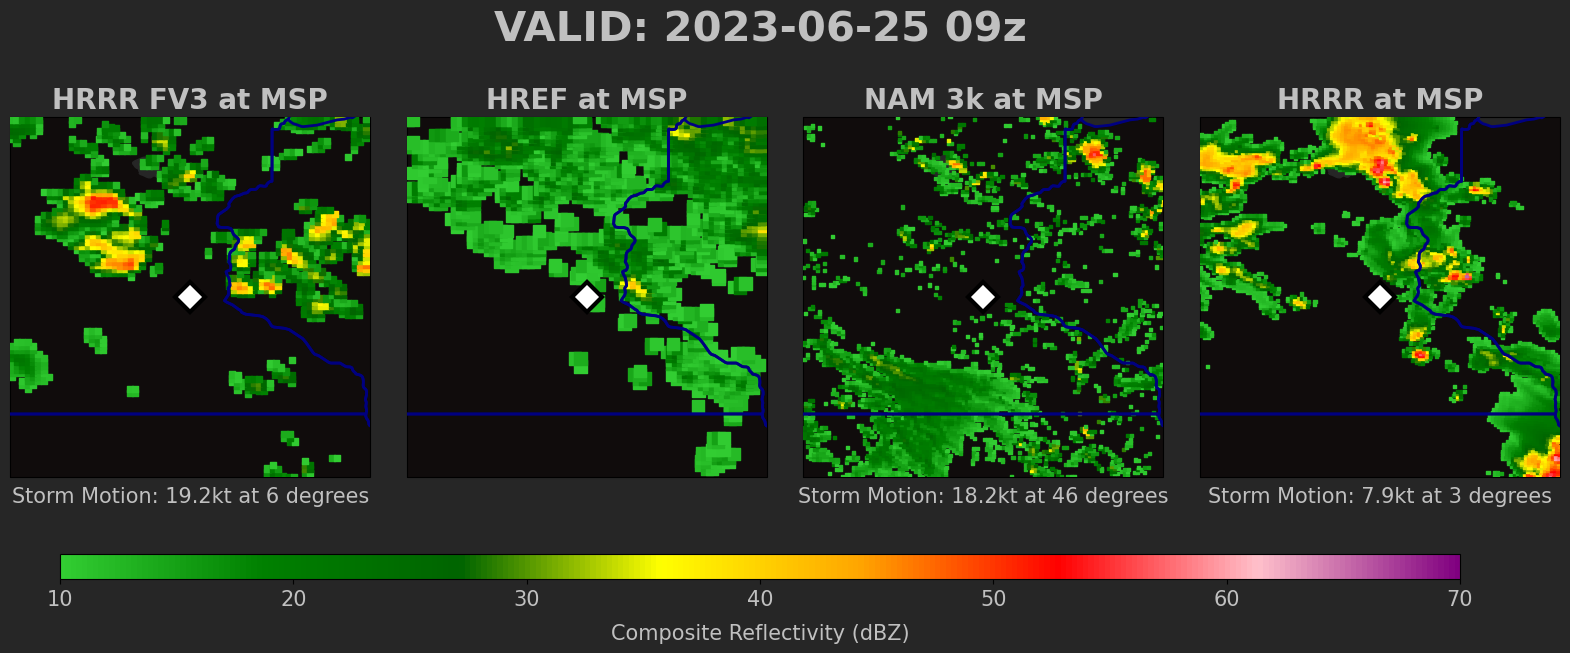 VALID: 2023-06-25 09z
HRRR FV3 at MSP
HREF at MSP
NAM 3k at MSP
HRRR at MSP
Storm Motion: 19.2kt at 6 degrees
Storm Motion: 18.2kt at 46 degrees
Storm Motion: 7.9kt at 3 degrees
10 20 30 40 50 60 70
Composite Reflectivity (dBZ)